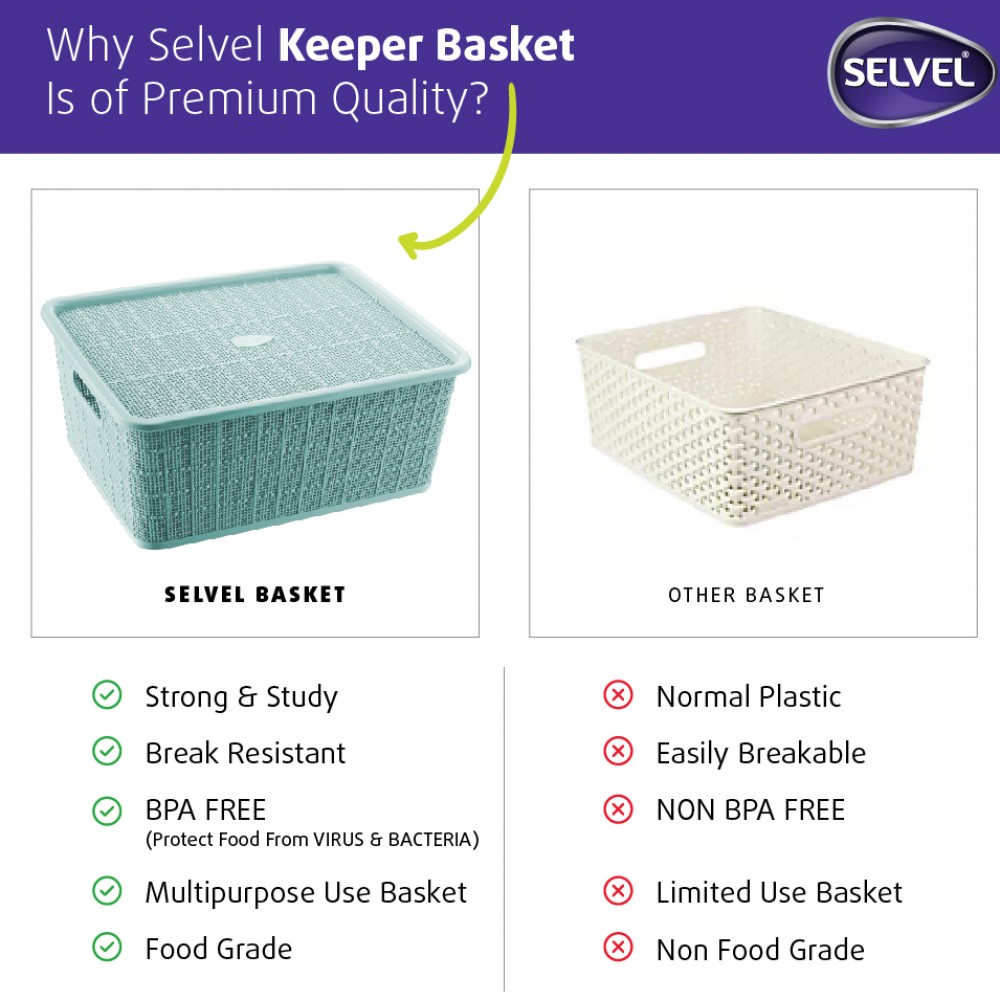 Why Selvel Keeper Basket
Is of Premium Quality?
SELVEL®
SELVEL BASKET
OTHER BASKET
Strong & Study
Break Resistant
BPA FREE
(Protect Food From VIRUS & BACTERIA)
Multipurpose Use Basket
Food Grade
Normal Plastic
Easily Breakable
NON BPA FREE
Limited Use Basket
Non Food Grade